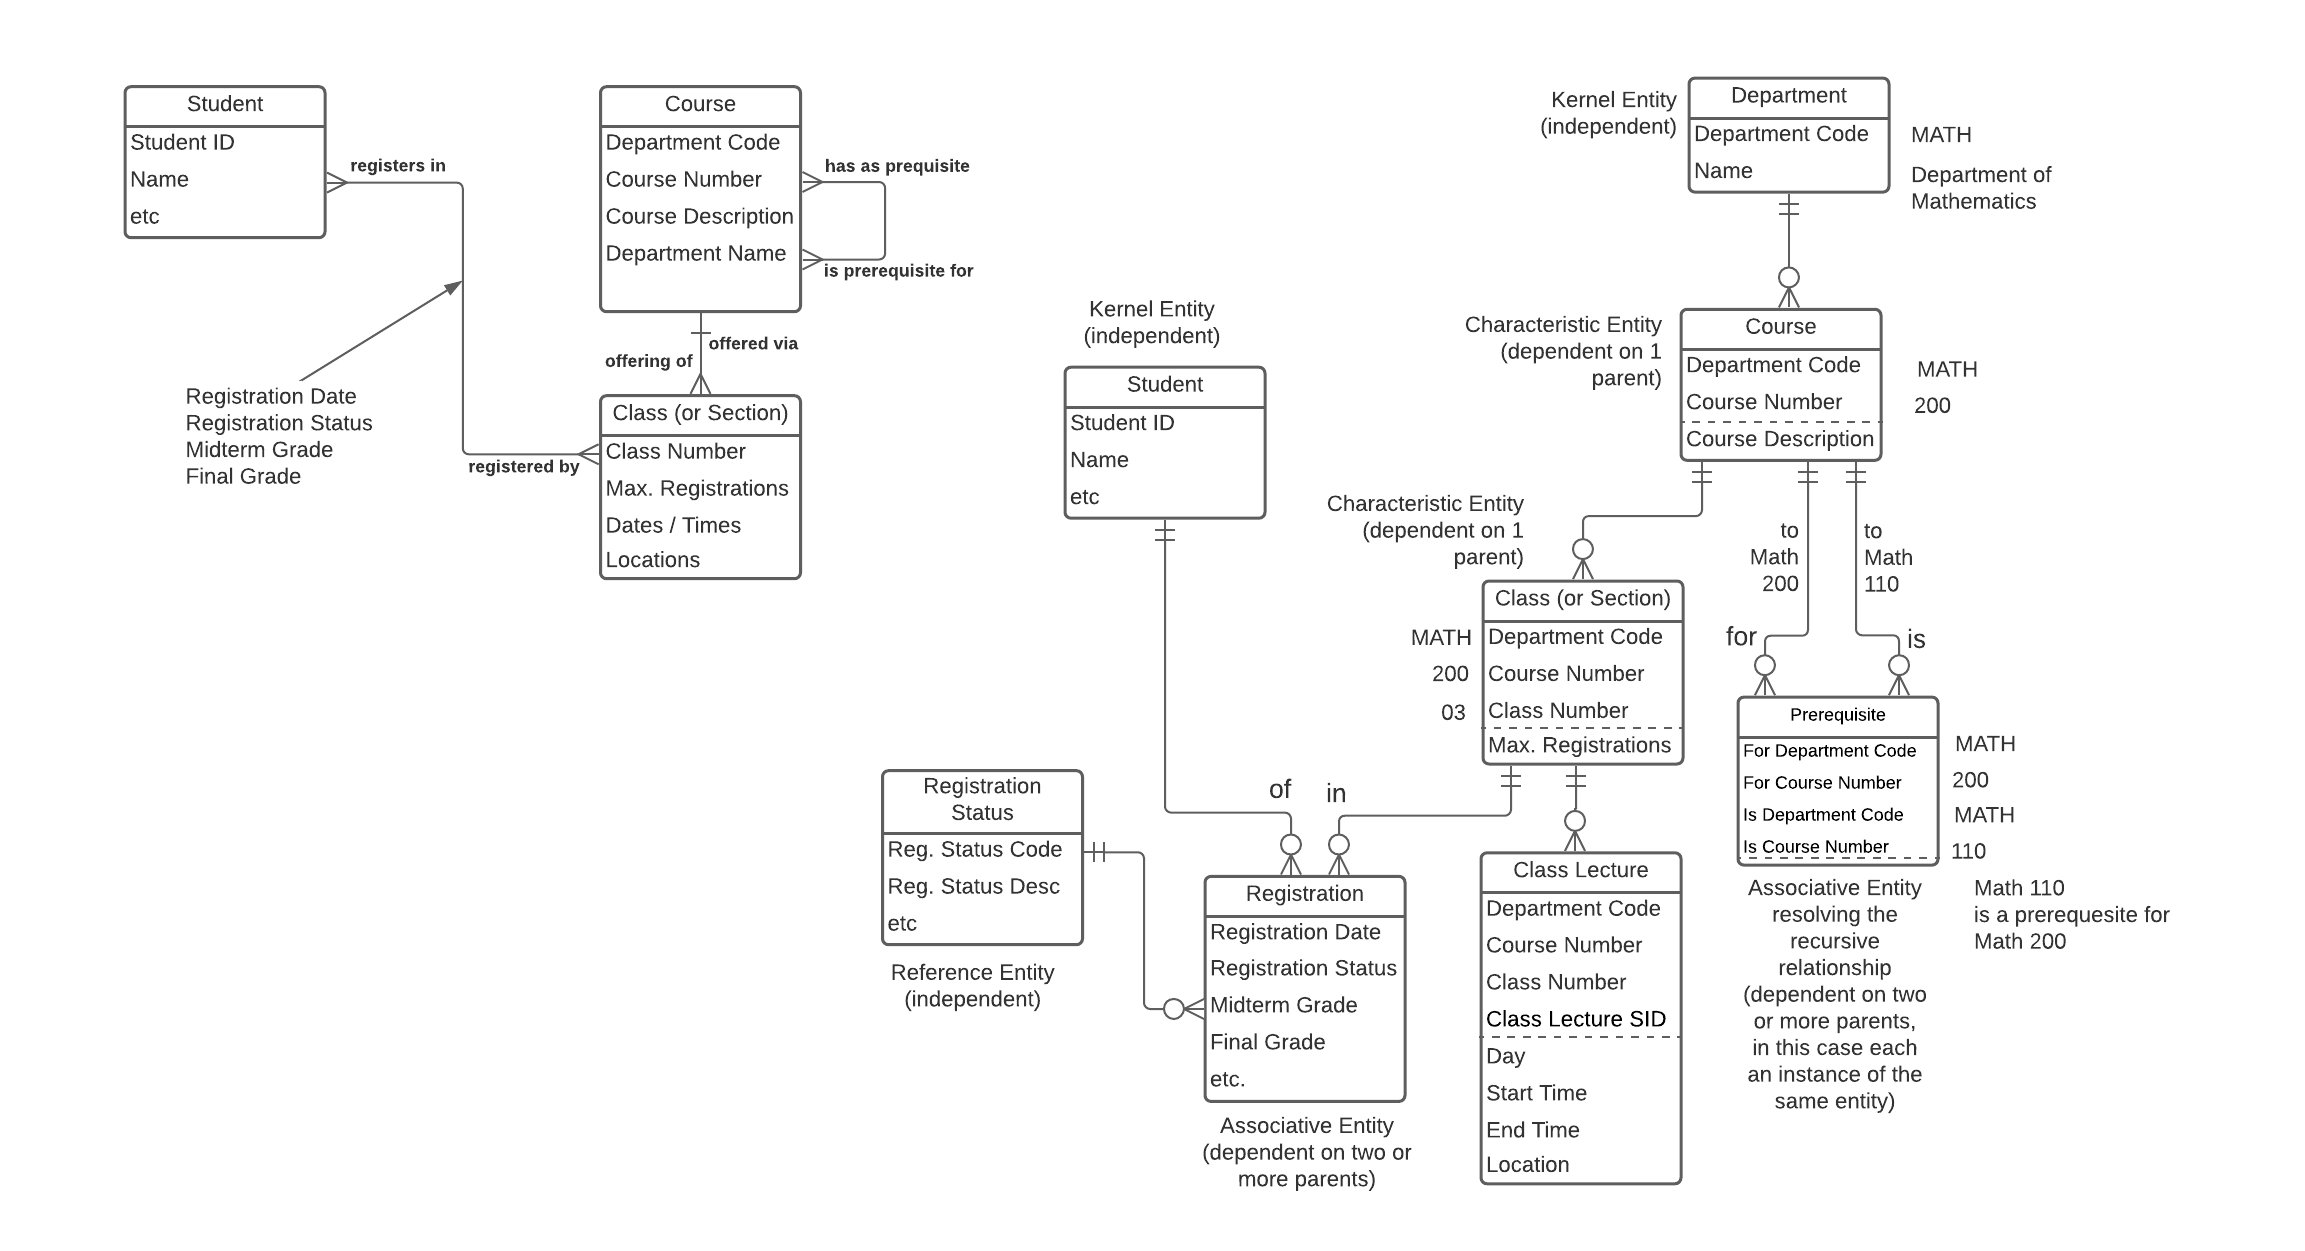 Student
Student ID
Name
etc
registers in
Registration Date
Registration Status
Midterm Grade
Final Grade
registered by
Course
Department Code
Course Number
Course Description
Department Name
has as prequisite
is prerequisite for
offered via
offering of
Class (or Section)
Class Number
Max. Registrations
Dates / Times
Locations
Kernel Entity
(independent)
Department
Department Code
Name
MATH
Department of
Mathematics
Characteristic Entity
(dependent on 1
parent)
Course
Department Code
Course Number
Course Description
MATH
200
Kernel Entity
(independent)
Student
Student ID
Name
etc
Characteristic Entity
(dependent on 1
parent)
Class (or Section)
Department Code
Course Number
Class Number
Max. Registrations
MATH
200
03
to
Math
200
to
Math
110
for
is
Prerequisite
For Department Code
For Course Number
Is Department Code
Is Course Number
MATH
200
MATH
110
Associative Entity
resolving the
recursive
relationship
(dependent on two
or more parents,
in this case each
an instance of the
same entity)
Math 110
is a prerequesite for
Math 200
Registration
Status
Reg. Status Code
Reg. Status Desc
etc
Reference Entity
(independent)
of
in
Registration
Registration Date
Registration Status
Midterm Grade
Final Grade
etc.
Associative Entity
(dependent on two or
more parents)
Class Lecture
Department Code
Course Number
Class Number
Class Lecture SID
Day
Start Time
End Time
Location